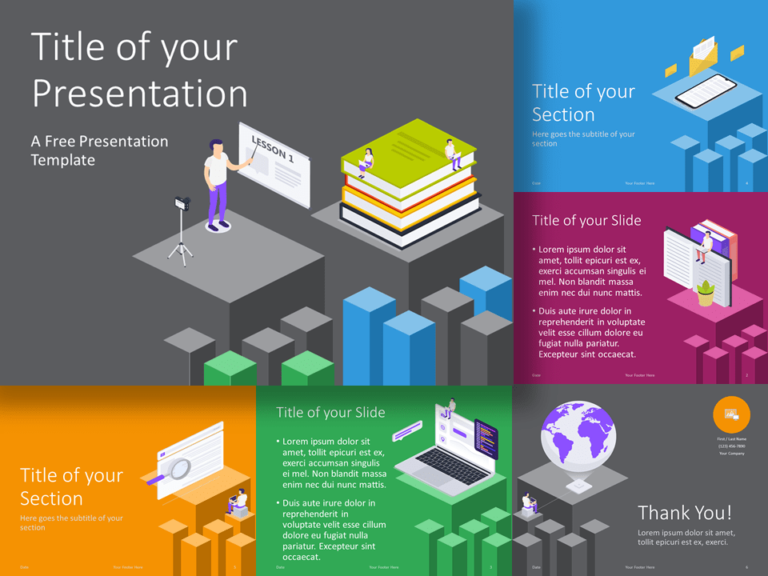 Title of your
Presentation
A Free Presentation
Template
LESSON 1
Title of your
Section
Here goes the subtitle of your
section
Date
Your Footer Here
4
Title of your Slide
• Lorem ipsum dolor sit
amet, tollit epicuri est ex,
exerci accumsan singulis ei
mel. Non blandit massa
enim nec dui nunc mattis.
• Duis aute irure dolor in
reprehenderit in voluptate
velit esse cillum dolore eu
fugiat nulla pariatur.
Excepteur sint occaecat.
Date
Your Footer Here
Title of your
Section
Here goes the subtitle of your
section
Date
Your Footer Here
Title of your Slide
• Lorem ipsum dolor sit
amet, tollit epicuri est ex,
exerci accumsan singulis
ei mel. Non blandit massa
enim nec dui nunc mattis.
• Duis aute irure dolor in
reprehenderit in
voluptate velit esse cillum
dolore eu fugiat nulla
pariatur. Excepteur sint
occaecat.
Date
Your Footer Here
First / Last Name
(123) 456-7890
Your Company
Thank You!
Lorem ipsum dolor sit amet,
tollit epicuri est ex, exerci.
Date
Your Footer Here